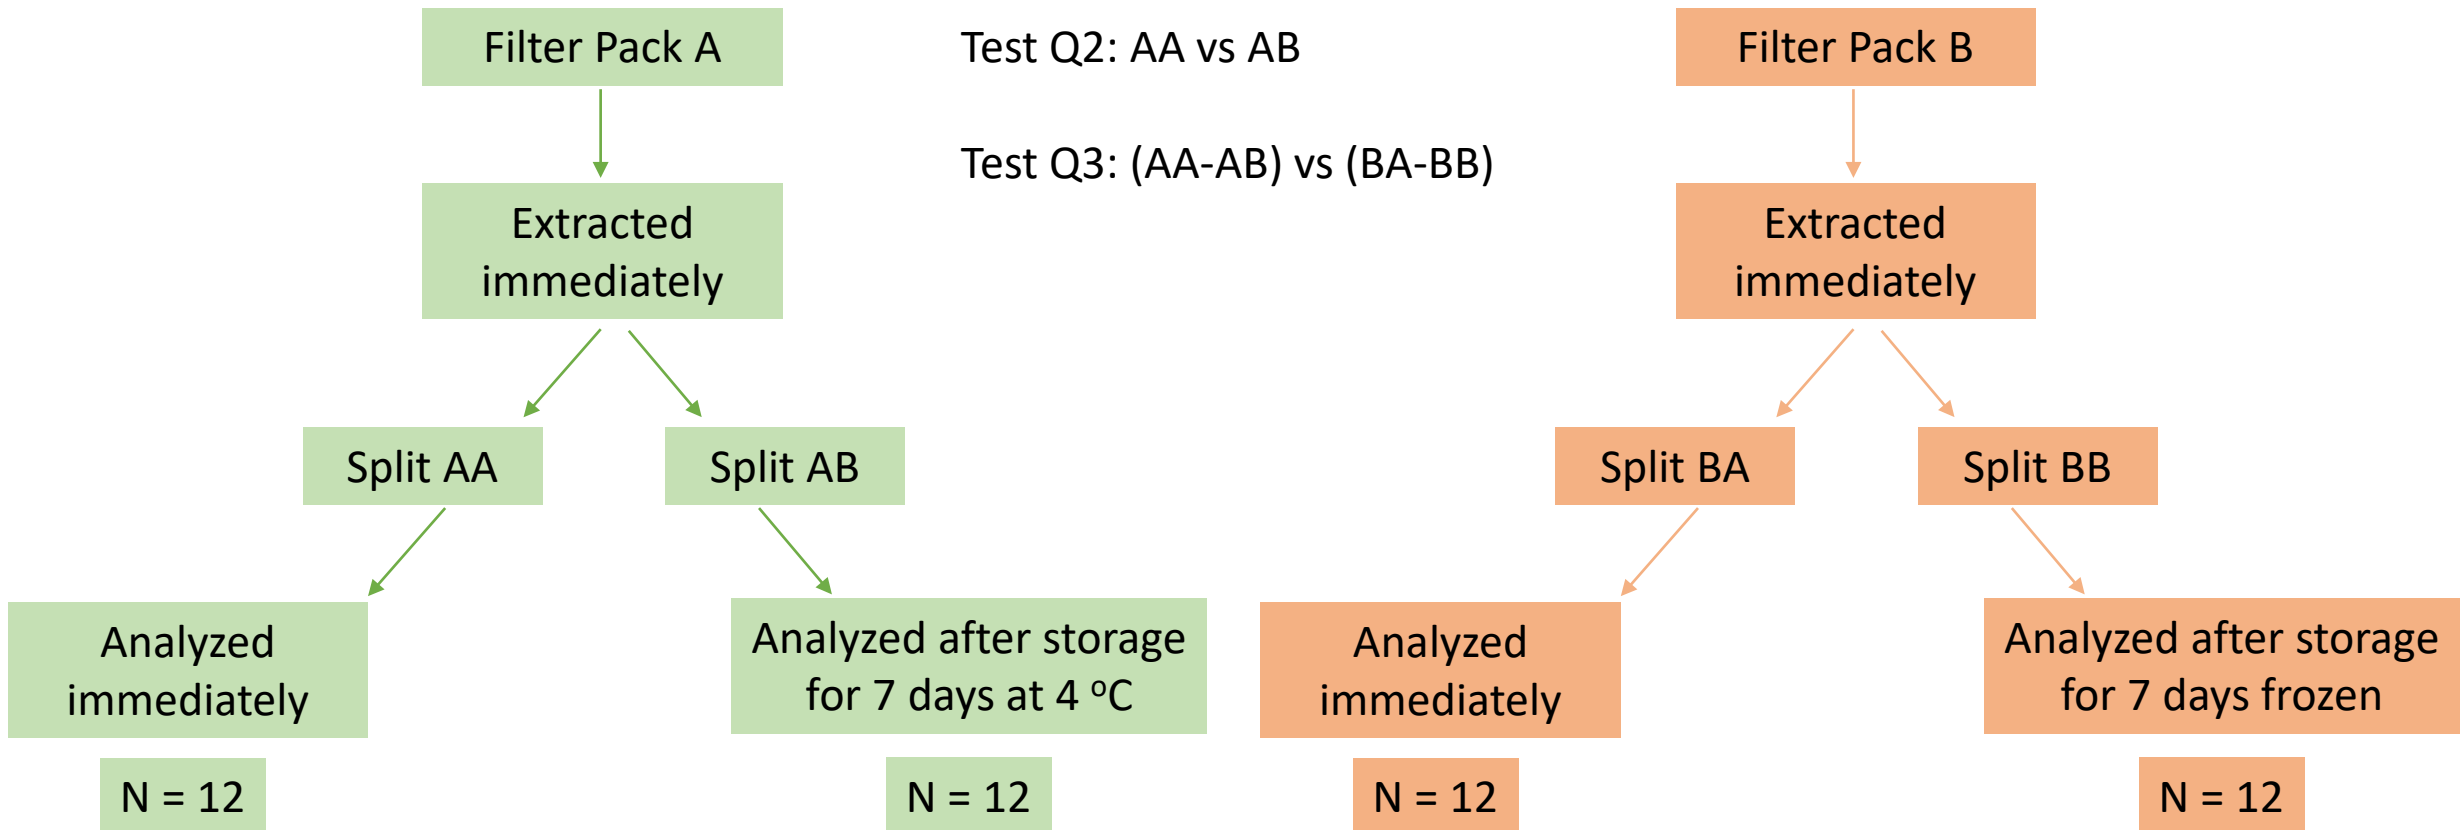 Filter Pack A
Test Q2: AA vs AB
Filter Pack B
Test Q3: (AA-AB) vs (BA-BB)
Extracted
immediately
Extracted
immediately
Split AA
Split AB
Split BA
Split BB
Analyzed
immediately
Analyzed after storage
for 7 days at 4 ºC
Analyzed
immediately
Analyzed after storage
for 7 days frozen
N = 12
N = 12
N = 12
N = 12